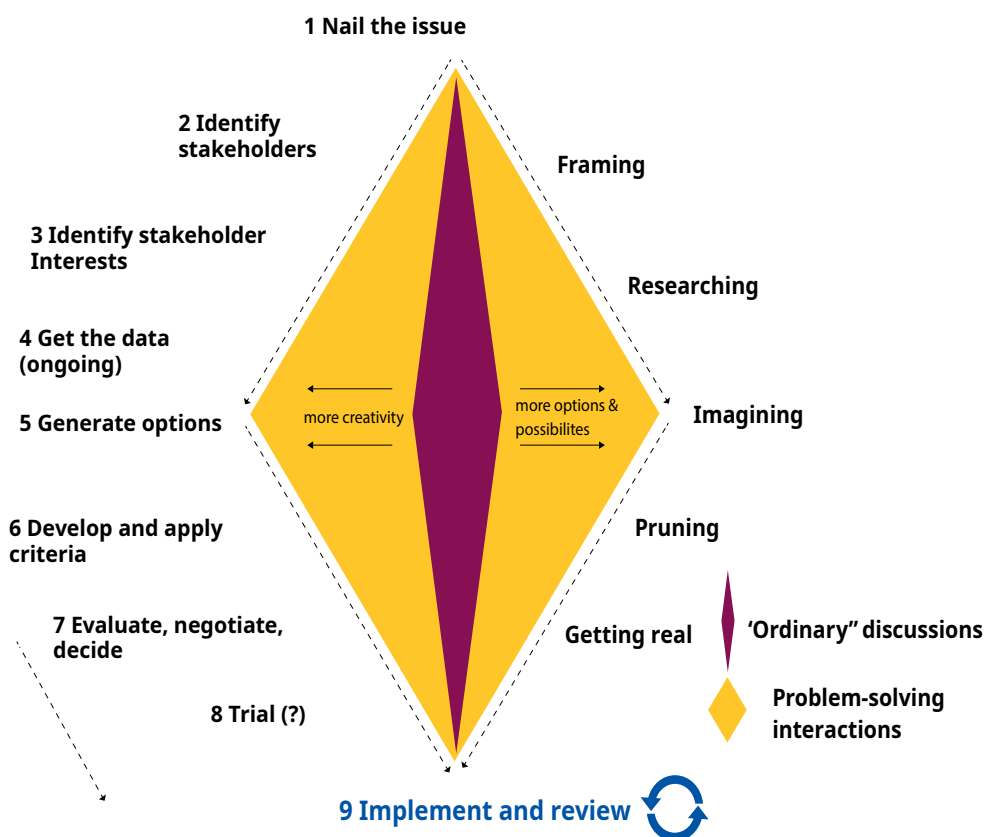 1 Nail the issue
2 Identify
stakeholders
Framing
3 Identify stakeholder
Interests
Researching
4 Get the data
(ongoing)
5 Generate options
more creativity
more options &
possibilites
Imagining
6 Develop and apply
criteria
Pruning
7 Evaluate, negotiate,
decide
Getting real
‘Ordinary” discussions
8 Trial (?)
Problem-solving
interactions
9 Implement and review